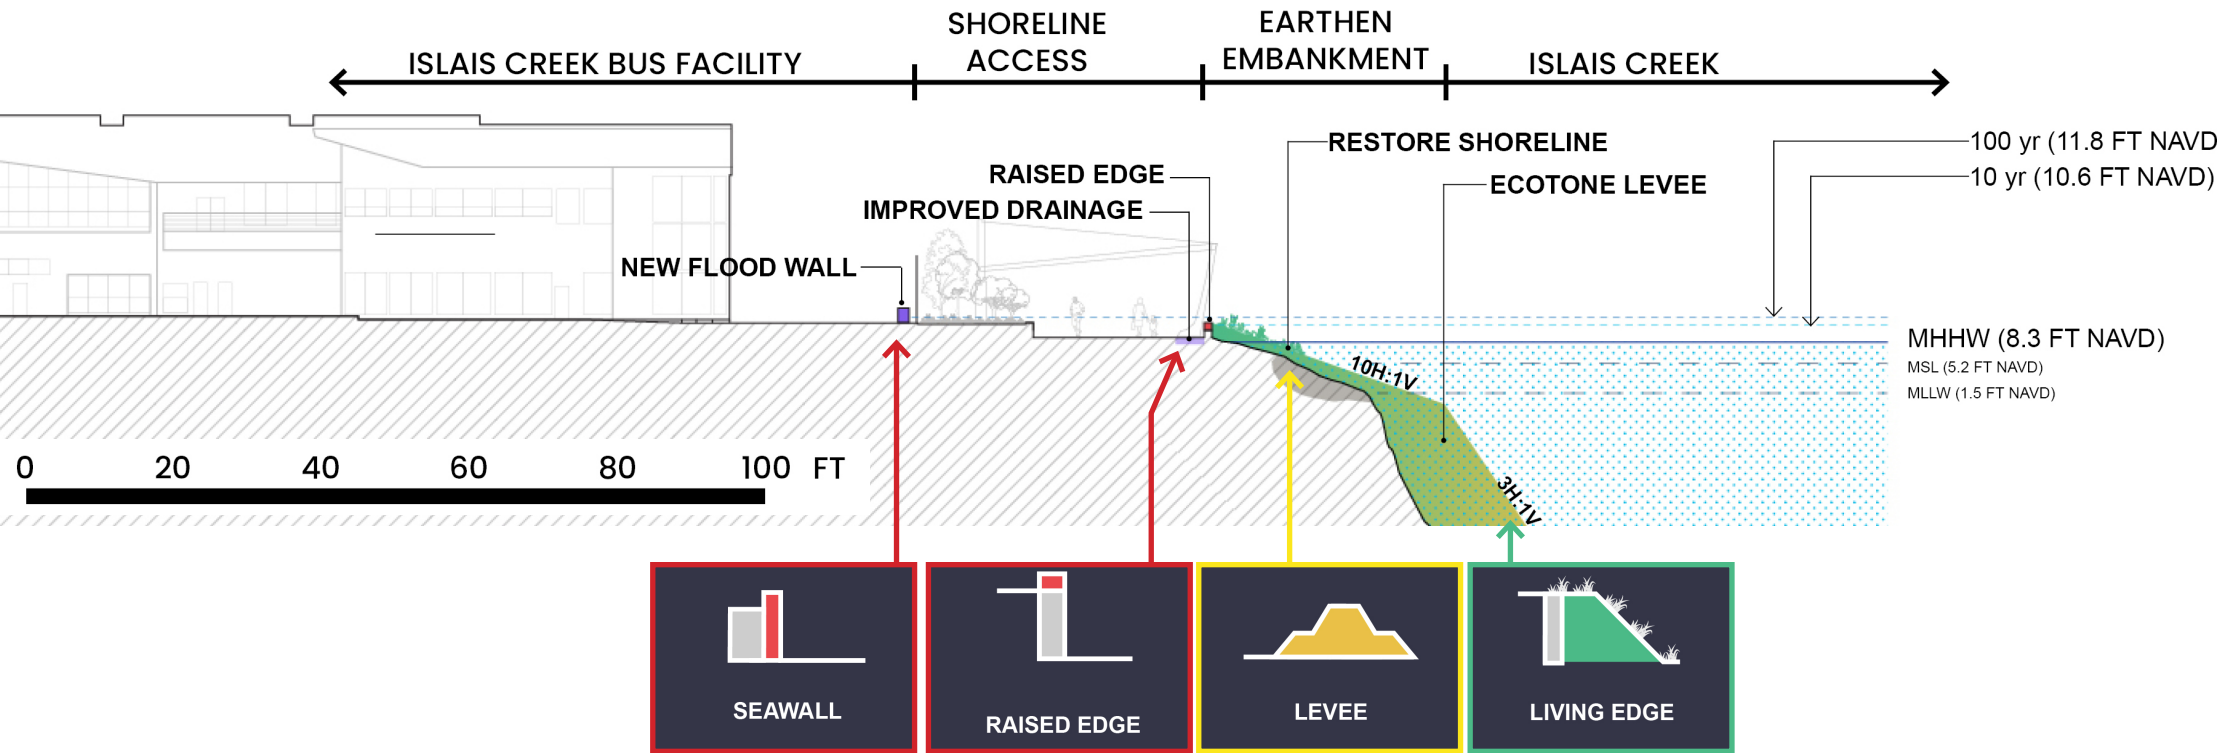 SHORELINE
ACCESS
EARTHEN
EMBANKMENT
ISLAIS CREEK BUS FACILITY
ISLAIS CREEK
RESTORE SHORELINE
100 yr (11.8 FT NAVD
RAISED EDGE
10 yr (10.6 FT NAVD)
ECOTONE LEVEE
IMPROVED DRAINAGE
NEW FLOOD WALL
MHHW (8.3 FT NAVD)
MSL (5.2 FT NAVD)
MLLW (1.5 FT NAVD)
10H:1V
3H:1V
0 20 40 60 80 100 FT
SEAWALL
RAISED EDGE
LEVEE
LIVING EDGE